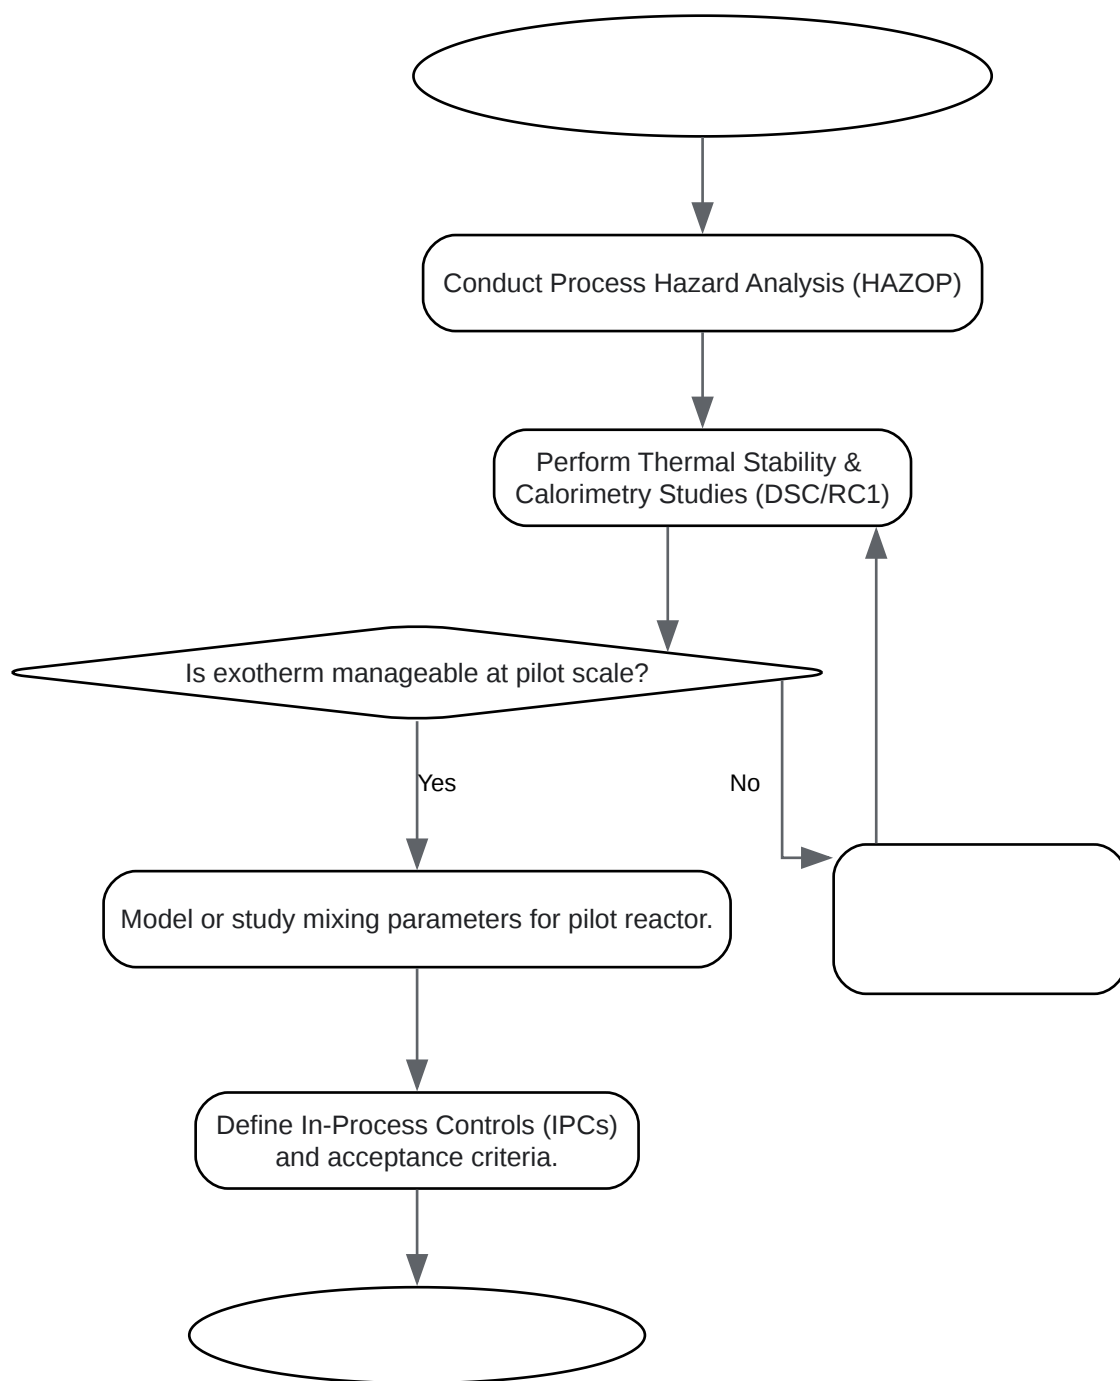 Conduct Process Hazard Analysis (HAZOP)
Perform Thermal Stability &
Calorimetry Studies (DSC/RC1)
Is exotherm manageable at pilot scale?
Yes
No
Model or study mixing parameters for pilot reactor.
Define In-Process Controls (IPCs)
and acceptance criteria.